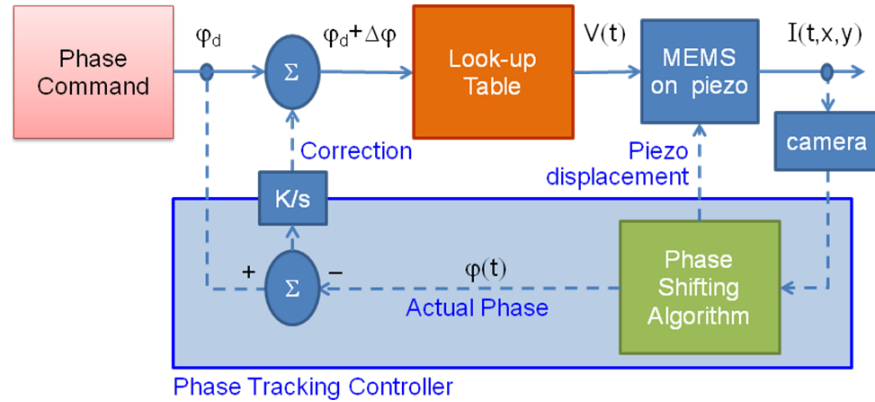 Phase
Command
φd
Σ
φd+Δφ
Look-up
Table
V(t)
MEMS
on piezo
I(t,x,y)
camera
Correction
Piezo
displacement
K/s
+
Σ
−
φ(t)
Actual Phase
Phase
Shifting
Algorithm
Phase Tracking Controller